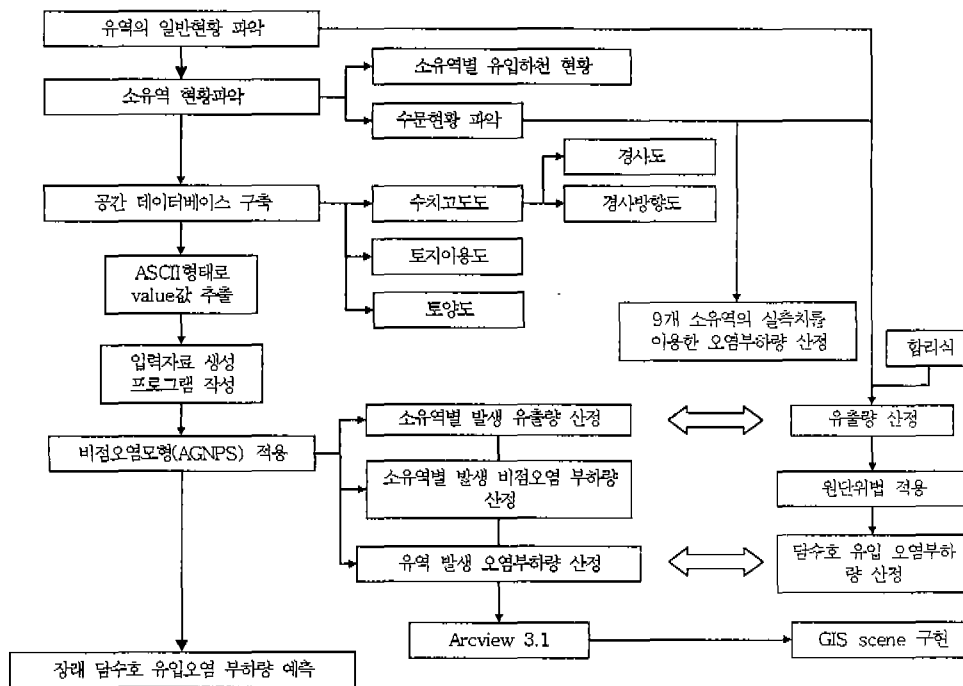 유역의 일반현황 파악
소유역별 유입하천 현황
소유역 현황파악
수문현황 파악
경사도
공간 데이터베이스 구축
수치고도도
경사방향도
토지이용도
ASCII형태로
value값 추출
토양도
9개 소유역의 실측치를
이용한 오염부하량 산정
합리식
입력자료 생성
프로그램 작성
소유역별 발생 유출량 산정
유출량 산정
비점오염모형(AGNPS) 적용
소유역별 발생 비점오염 부하량
산정
원단위법 적용
유역 발생 오염부하량 산정
담수호 유입 오염부하
량 산정
Arcview 3.1
GIS scene 구현
장래 담수호 유입오염 부하량 예측